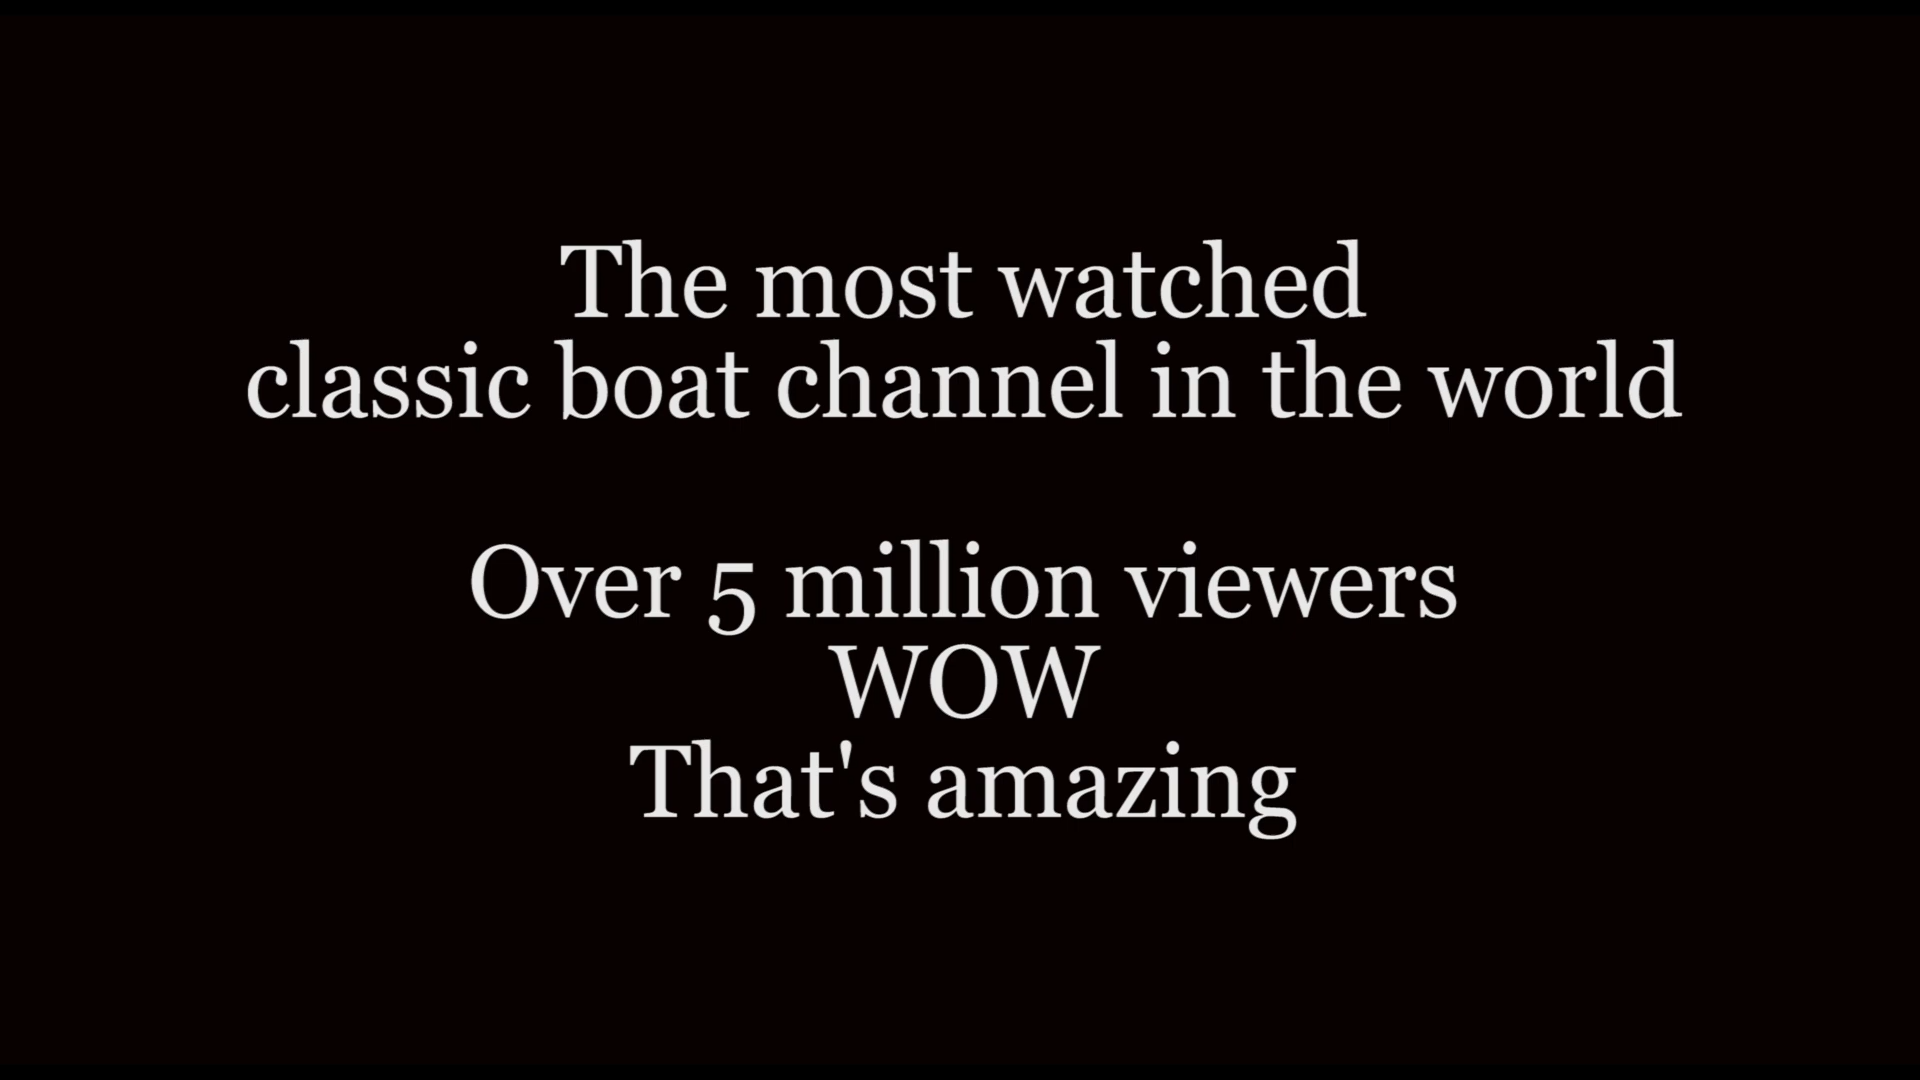 The most watched
classic boat channel in the world
Over 5 million viewers
WOW
That's amazing